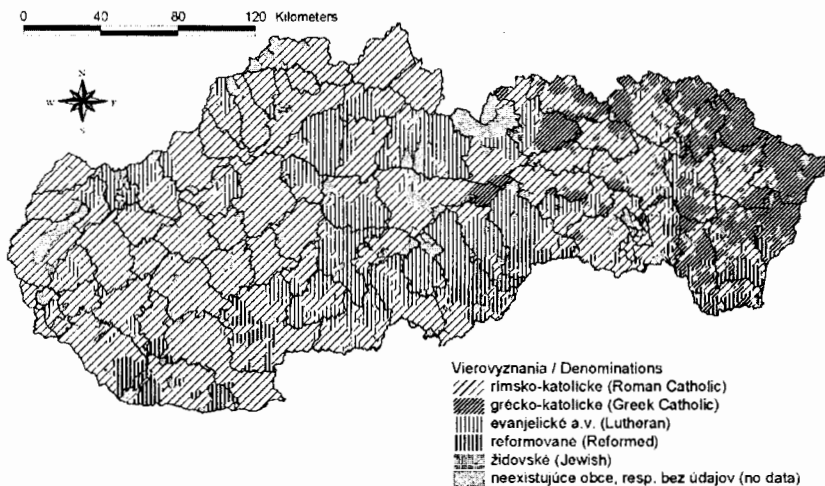 0 40 80 120 Kilometers
N
W E
S
Vierovyznania / Denominations
rímsko-katolícke (Roman Catholic)
grécko-katolícke (Greek Catholic)
evanjelické a.v. (Lutheran)
reformované (Reformed)
židovské (Jewish)
neexistujúce obce, resp. bez údajov (no data)